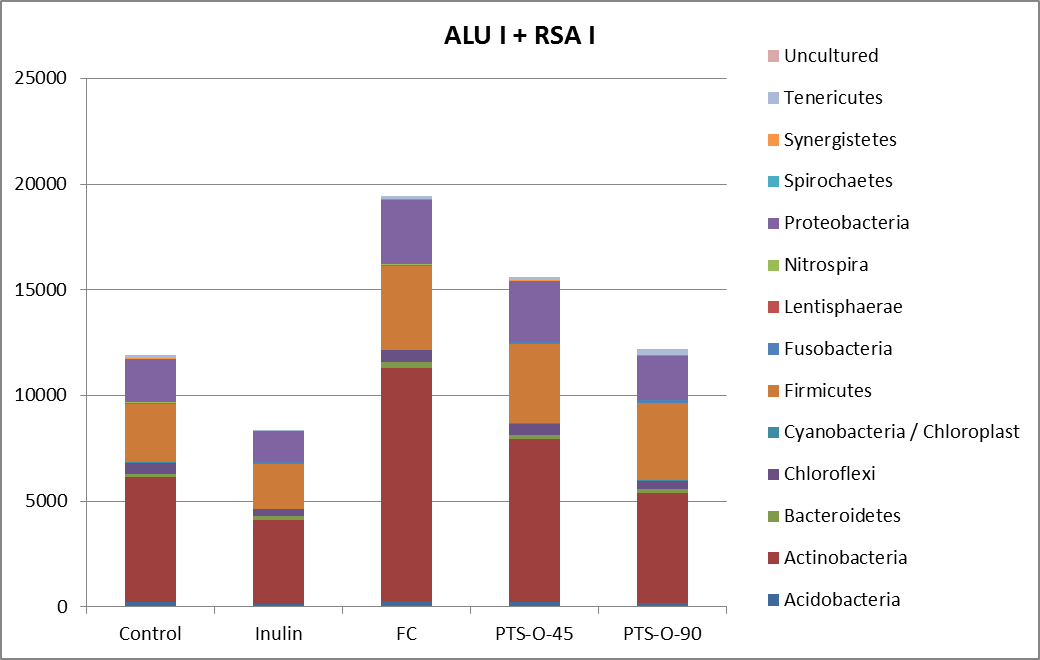 ALU I + RSA I
25000
20000
15000
10000
5000
0
Control Inulin FC PTS-O-45 PTS-O-90
Uncultured
Tenericutes
Synergistetes
Spirochaetes
Proteobacteria
Nitrospira
Lentisphaerae
Fusobacteria
Firmicutes
Cyanobacteria / Chloroplast
Chloroflexi
Bacteroidetes
Actinobacteria
Acidobacteria